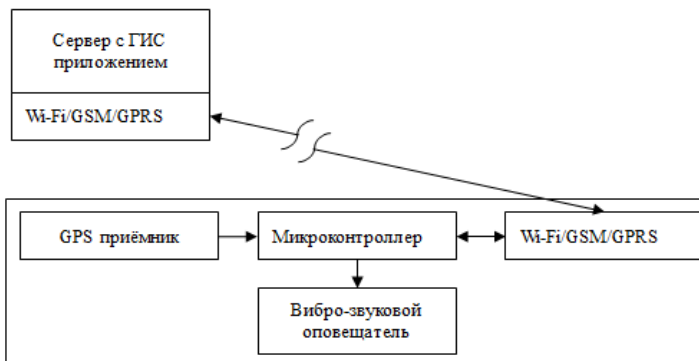 Сервер с ГИС
приложением
Wi-Fi/GSM/GPRS
GPS приёмник
Микроконтроллер
Wi-Fi/GSM/GPRS
Вибро-звуковой
оповещатель